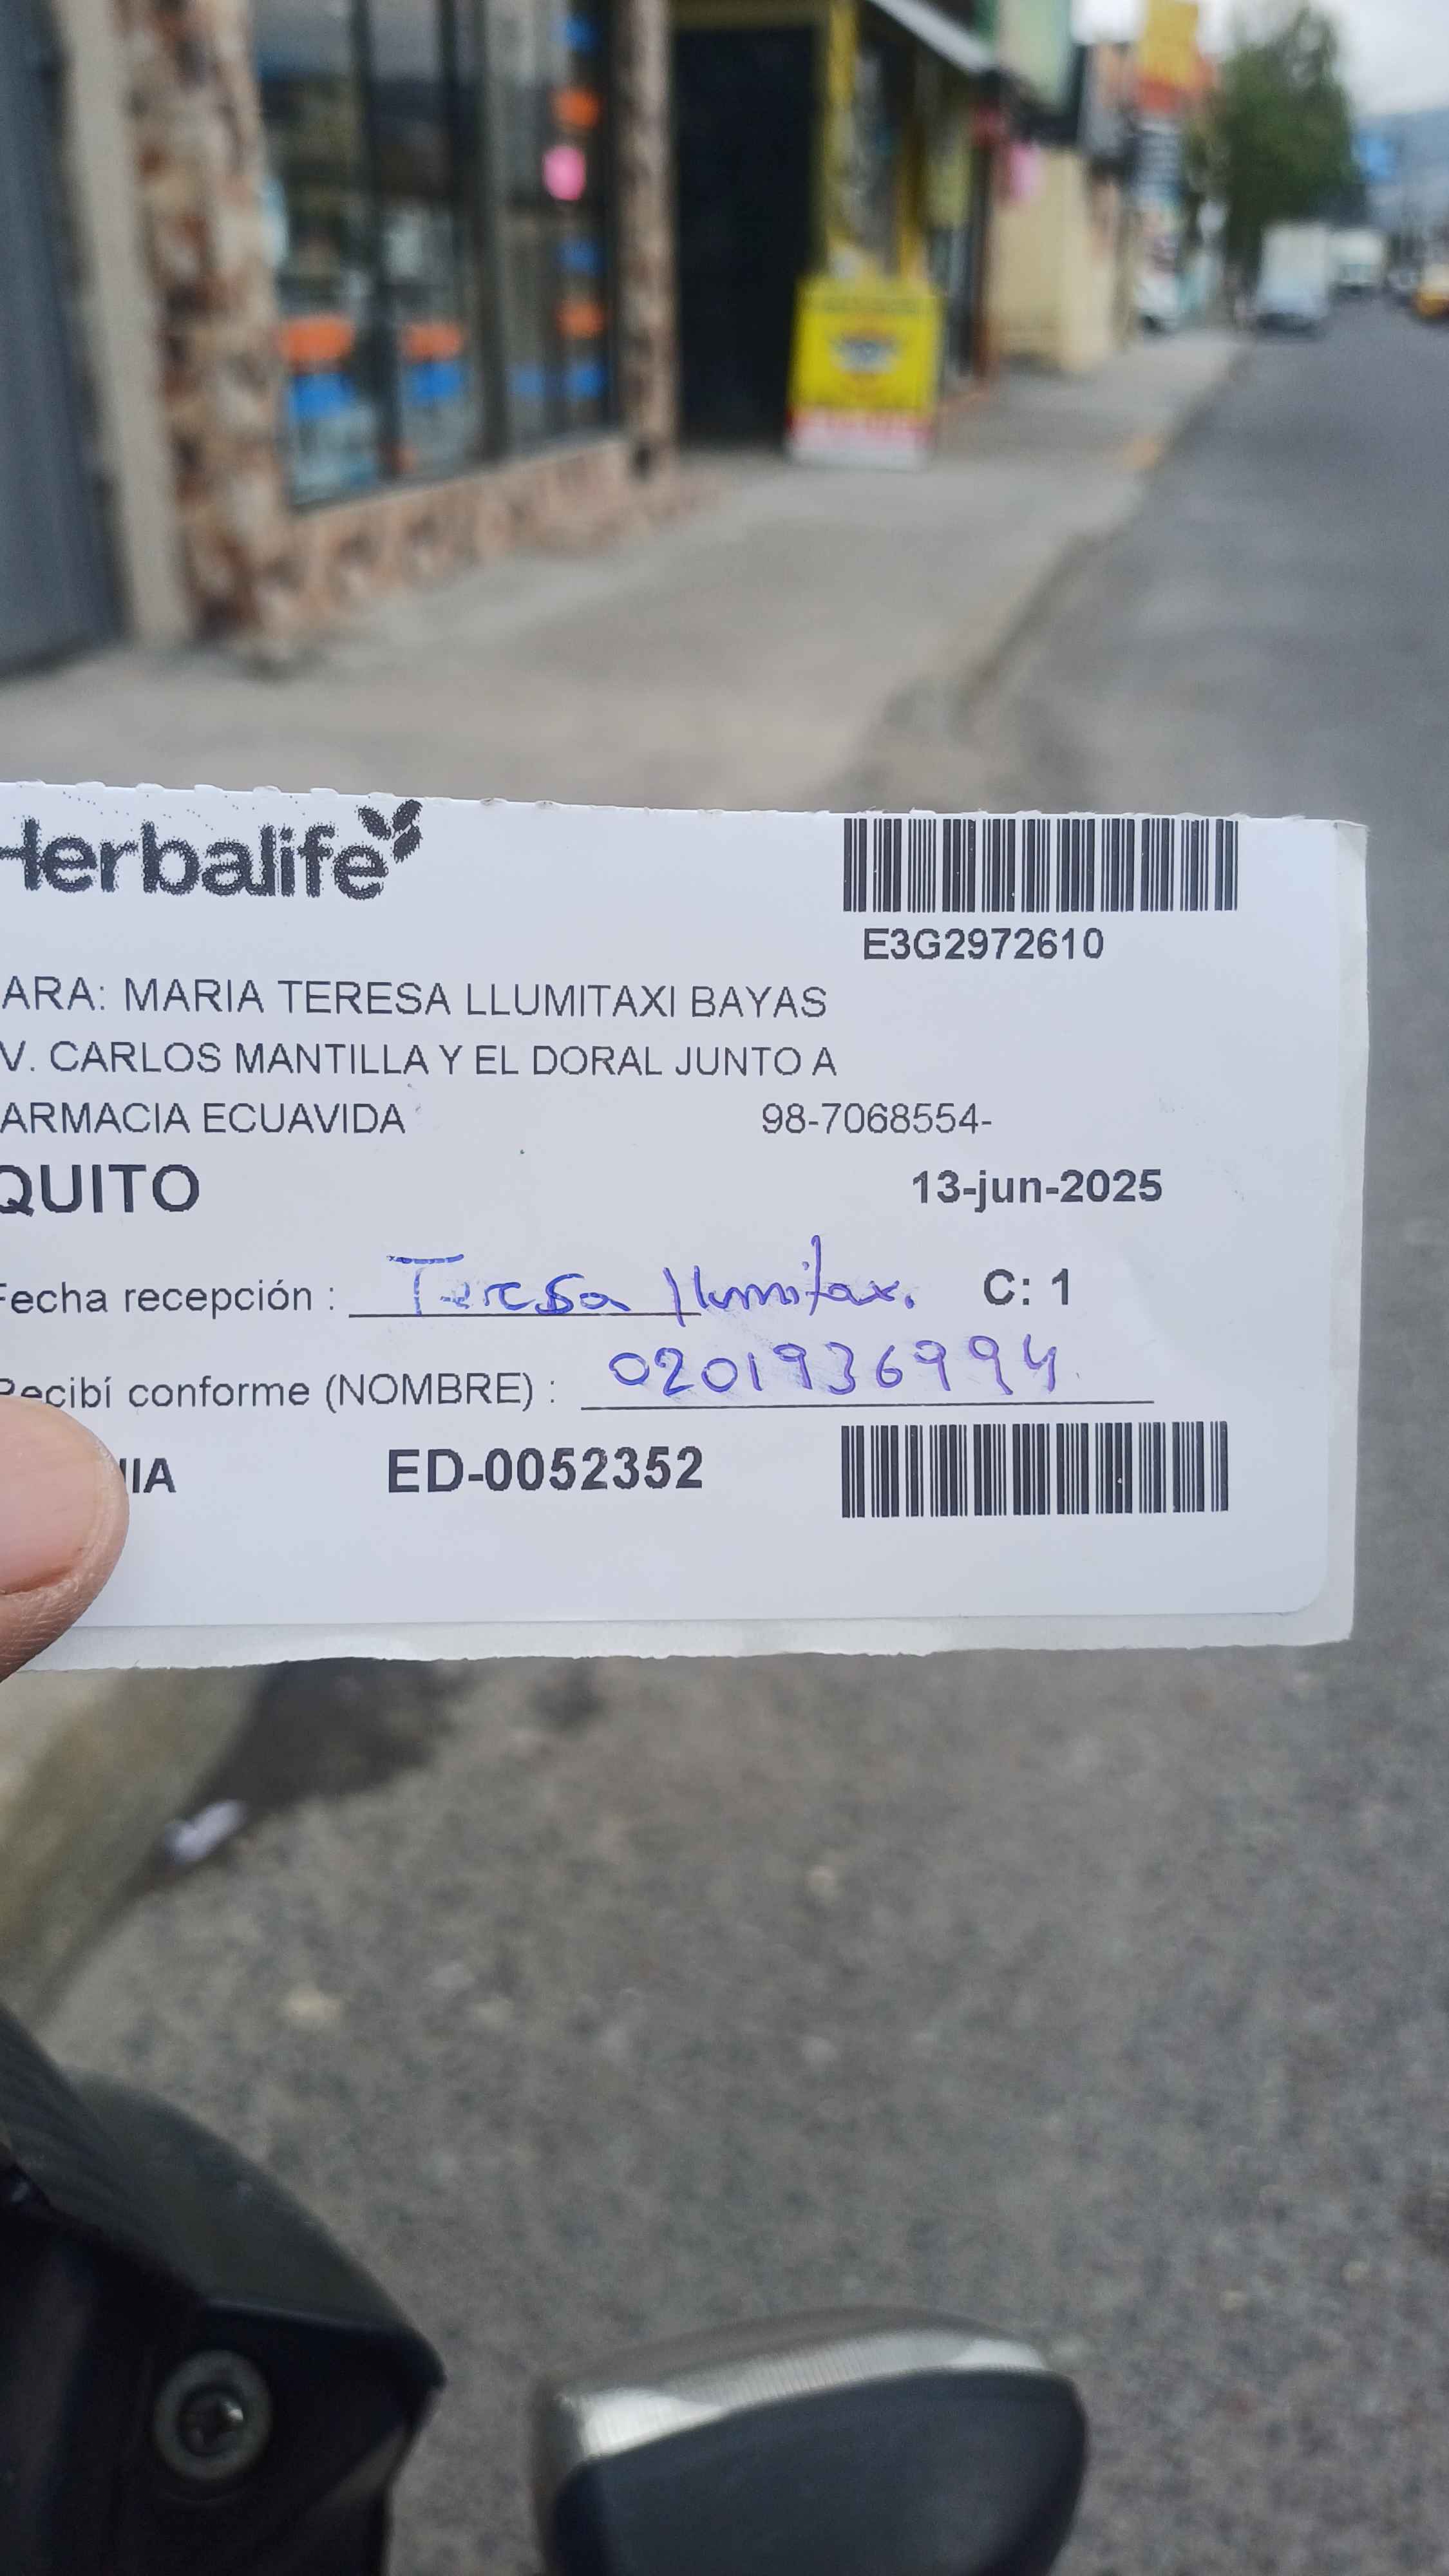 Herbalife
E3G2972610
ARA: MARIA TERESA LLUMITAXI BAYAS
V. CARLOS MANTILLA Y EL DORAL JUNTO A
ARMACIA ECUAVIDA 98-7068554-
QUITO 13-jun-2025
Fecha recepción : Teresa llumitax. C: 1
Recibí conforme (NOMBRE) : 0201936994
IIA ED-0052352